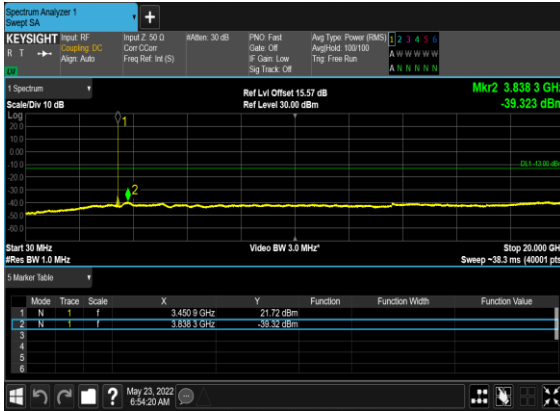 Spectrum Analyzer 1
Swept SA
+
KEYSIGHT Input: RF Input Z: 50 Ω #Atten: 30 dB PNO: Fast Avg Type: Power (RMS) 1 2 3 4 5 6
R T Coupling: DC Corr CCorr Gate: Off Avg|Hold: 100/100 A W W W W W
Align: Auto Freq Ref: Int (S) IF Gain: Low Trig: Free Run
Sig Track: Off A N N N N N
1 Spectrum Ref Lvl Offset 15.57 dB Mkr2 3.838 3 GHz
Scale/Div 10 dB Ref Level 30.00 dBm -39.323 dBm
Log
20.0
10.0
0.00
-10.0
-20.0
-30.0
-40.0
-50.0
-60.0
1
2
DL1 -13.00 dBm
Start 30 MHz Video BW 3.0 MHz* Stop 20.000 GHz
#Res BW 1.0 MHz Sweep ~38.3 ms (40001 pts)
5 Marker Table
Mode Trace Scale X Y Function Function Width Function Value
1 N 1 f 3.450 9 GHz 21.72 dBm
2 N 1 f 3.838 3 GHz -39.32 dBm
3
4
5
6
? May 23, 2022
6:54:20 AM